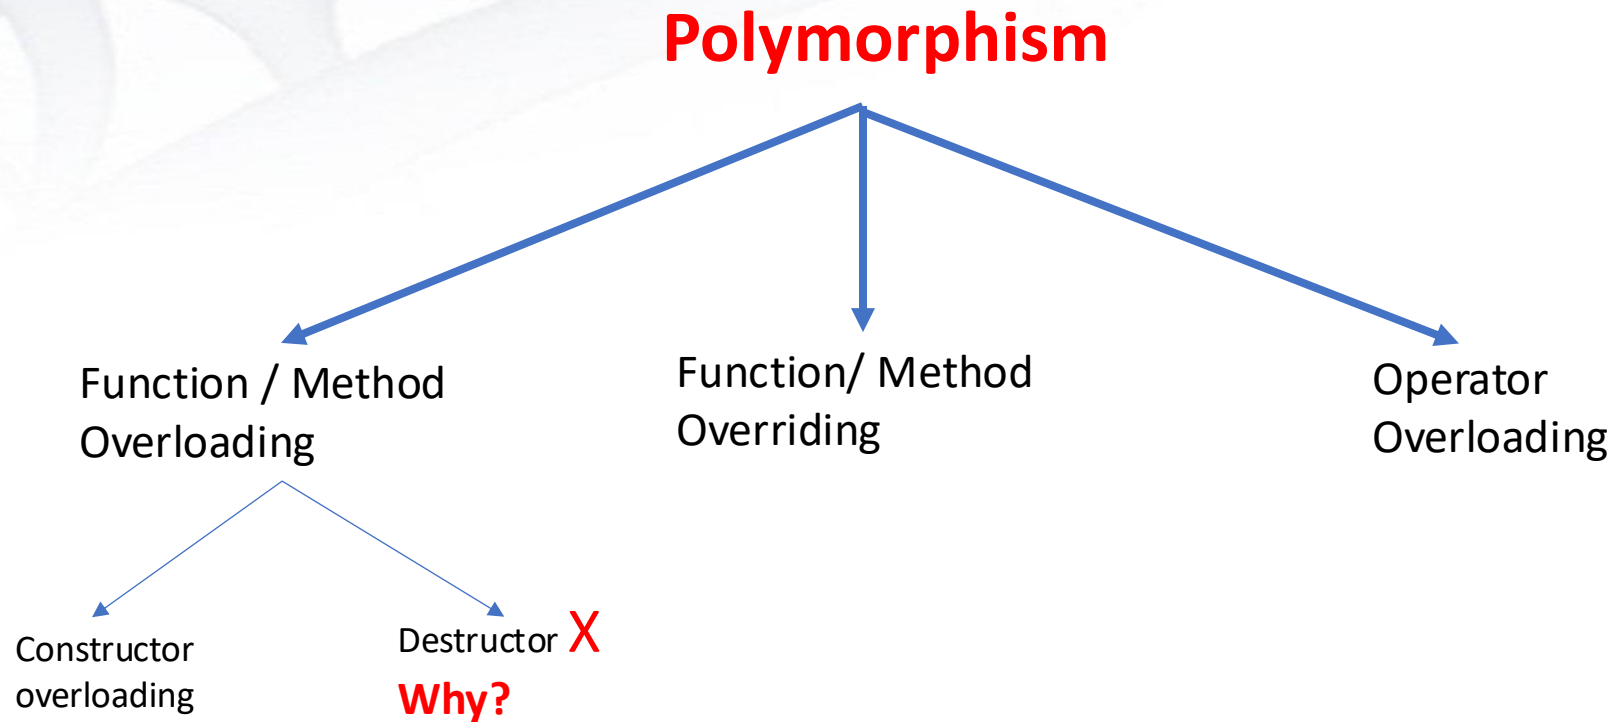 Polymorphism
Function / Method
Overloading
Function/ Method
Overriding
Operator
Overloading
Constructor
overloading
Destructor X
Why?